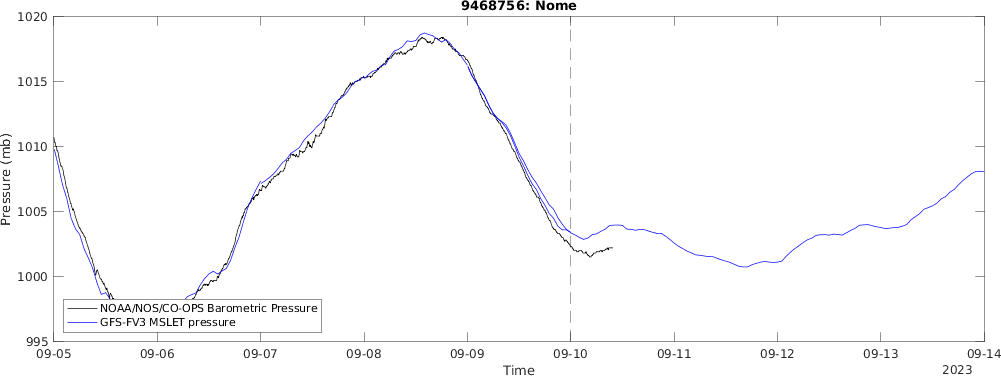 9468756: Nome
1020
1015
1010
1005
1000
995
Pressure (mb)
NOAA/NOS/CO-OPS Barometric Pressure
GFS-FV3 MSLET pressure
09-05 09-06 09-07 09-08 09-09 09-10 09-11 09-12 09-13 09-14
Time
2023